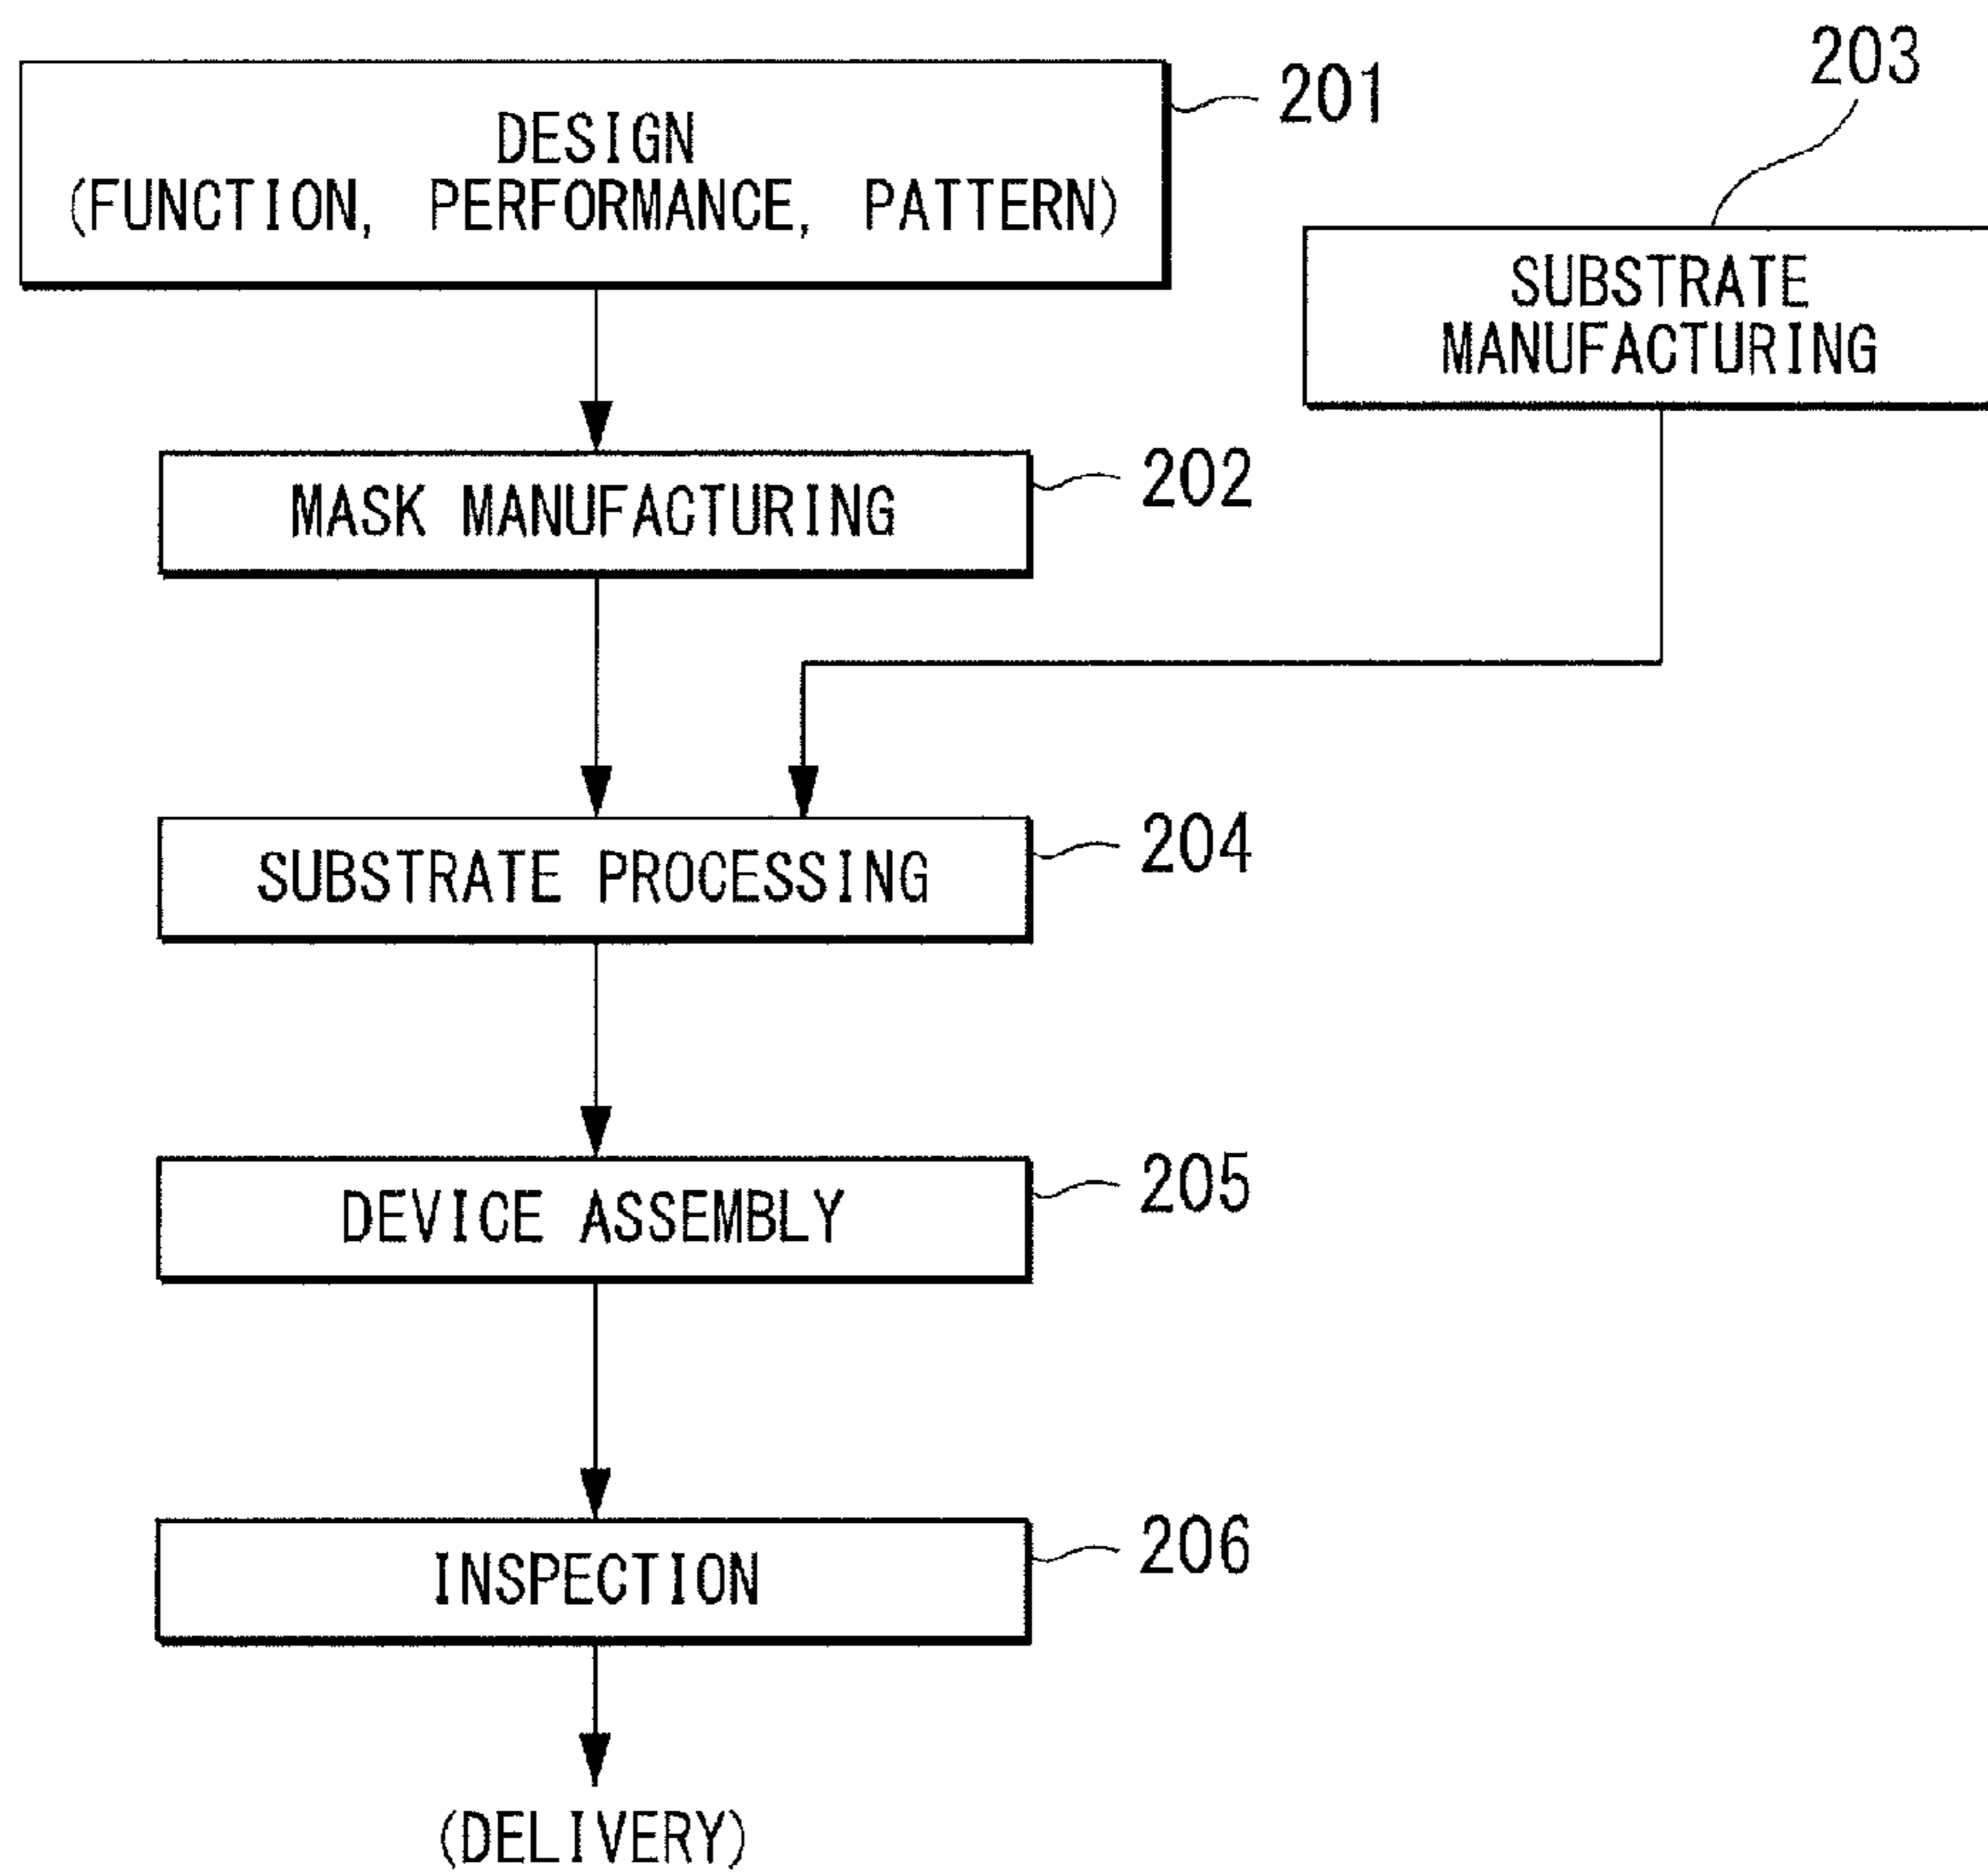 203
201
DESIGN
(FUNCTION, PERFORMANCE, PATTERN)
SUBSTRATE
MANUFACTURING
202
MASK MANUFACTURING
204
SUBSTRATE PROCESSING
205
DEVICE ASSEMBLY
206
INSPECTION
(DELIVERY)